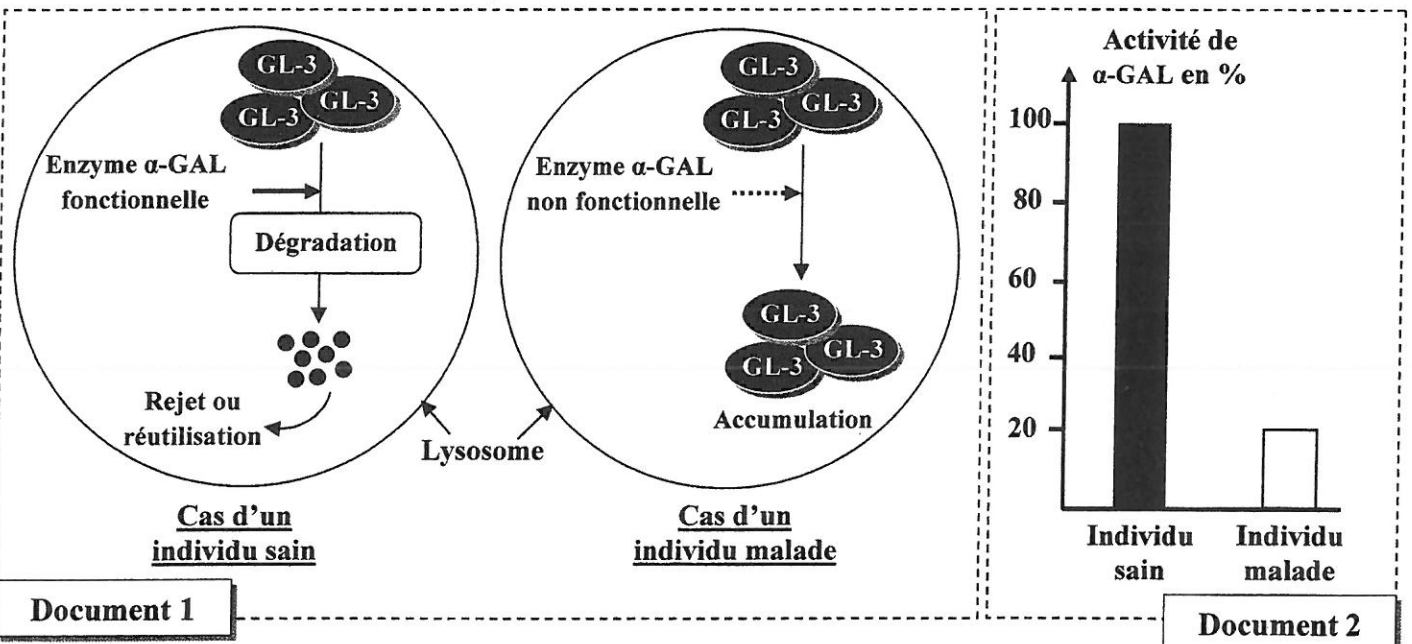 GL-3
GL-3
GL-3
Enzyme α-GAL
fonctionnelle
Dégradation
Rejet ou
réutilisation
Lysosome
Cas d'un
individu sain
GL-3
GL-3
GL-3
Enzyme α-GAL
non fonctionnelle
GL-3
GL-3
GL-3
Accumulation
Cas d'un
individu malade
Document 1
Activité de
α-GAL en %
100
80
60
40
20
Individu
sain
Individu
malade
Document 2